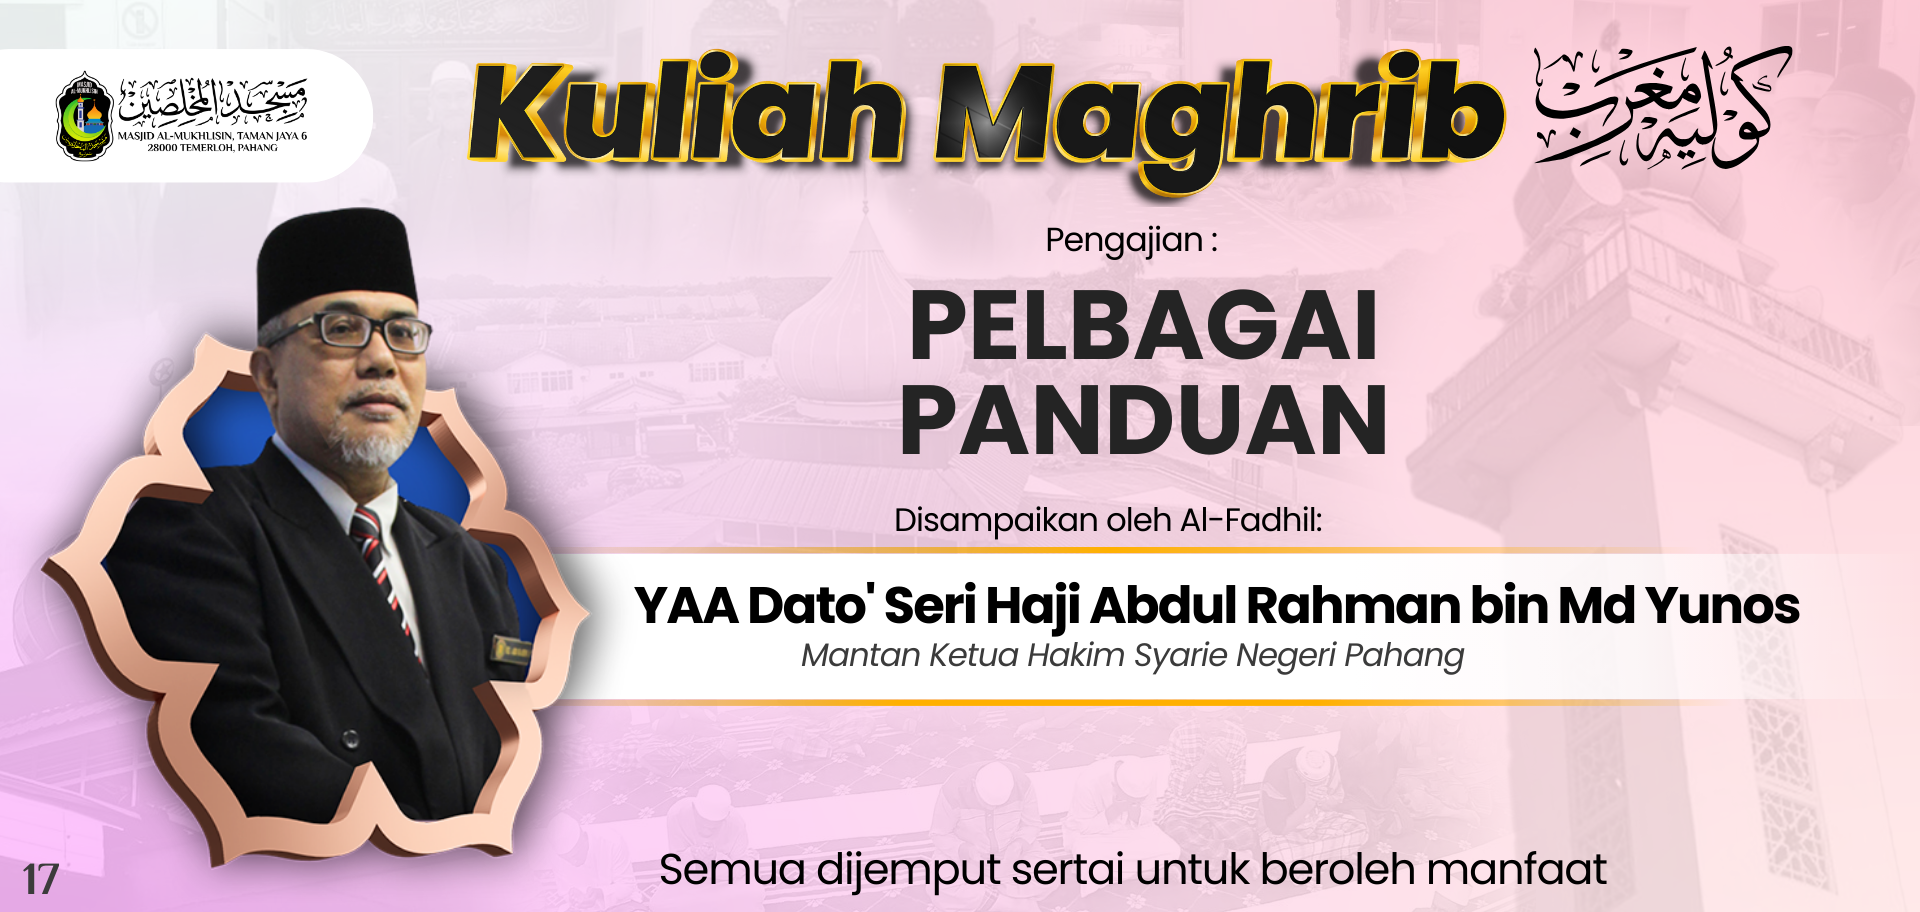 مسجد المخلصين
MASJID AL-MUKHLISIN, TAMAN JAYA 6
28000 TEMERLOH, PAHANG
Kuliah Maghrib
كوليه مغرب
Pengajian :
PELBAGAI
PANDUAN
Disampaikan oleh Al-Fadhil:
YAA Dato' Seri Haji Abdul Rahman bin Md Yunos
Mantan Ketua Hakim Syarie Negeri Pahang
Semua dijemput sertai untuk beroleh manfaat
17